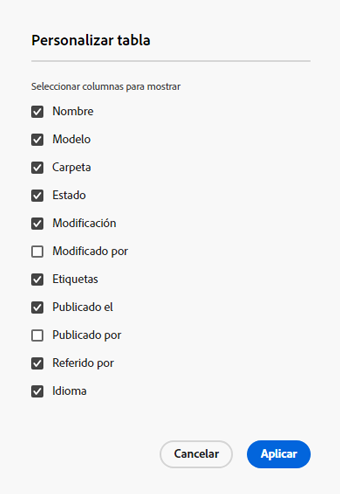 Personalizar tabla
Seleccionar columnas para mostrar
Nombre
Modelo
Carpeta
Estado
Modificación
Modificado por
Etiquetas
Publicado el
Publicado por
Referido por
Idioma
Cancelar Aplicar